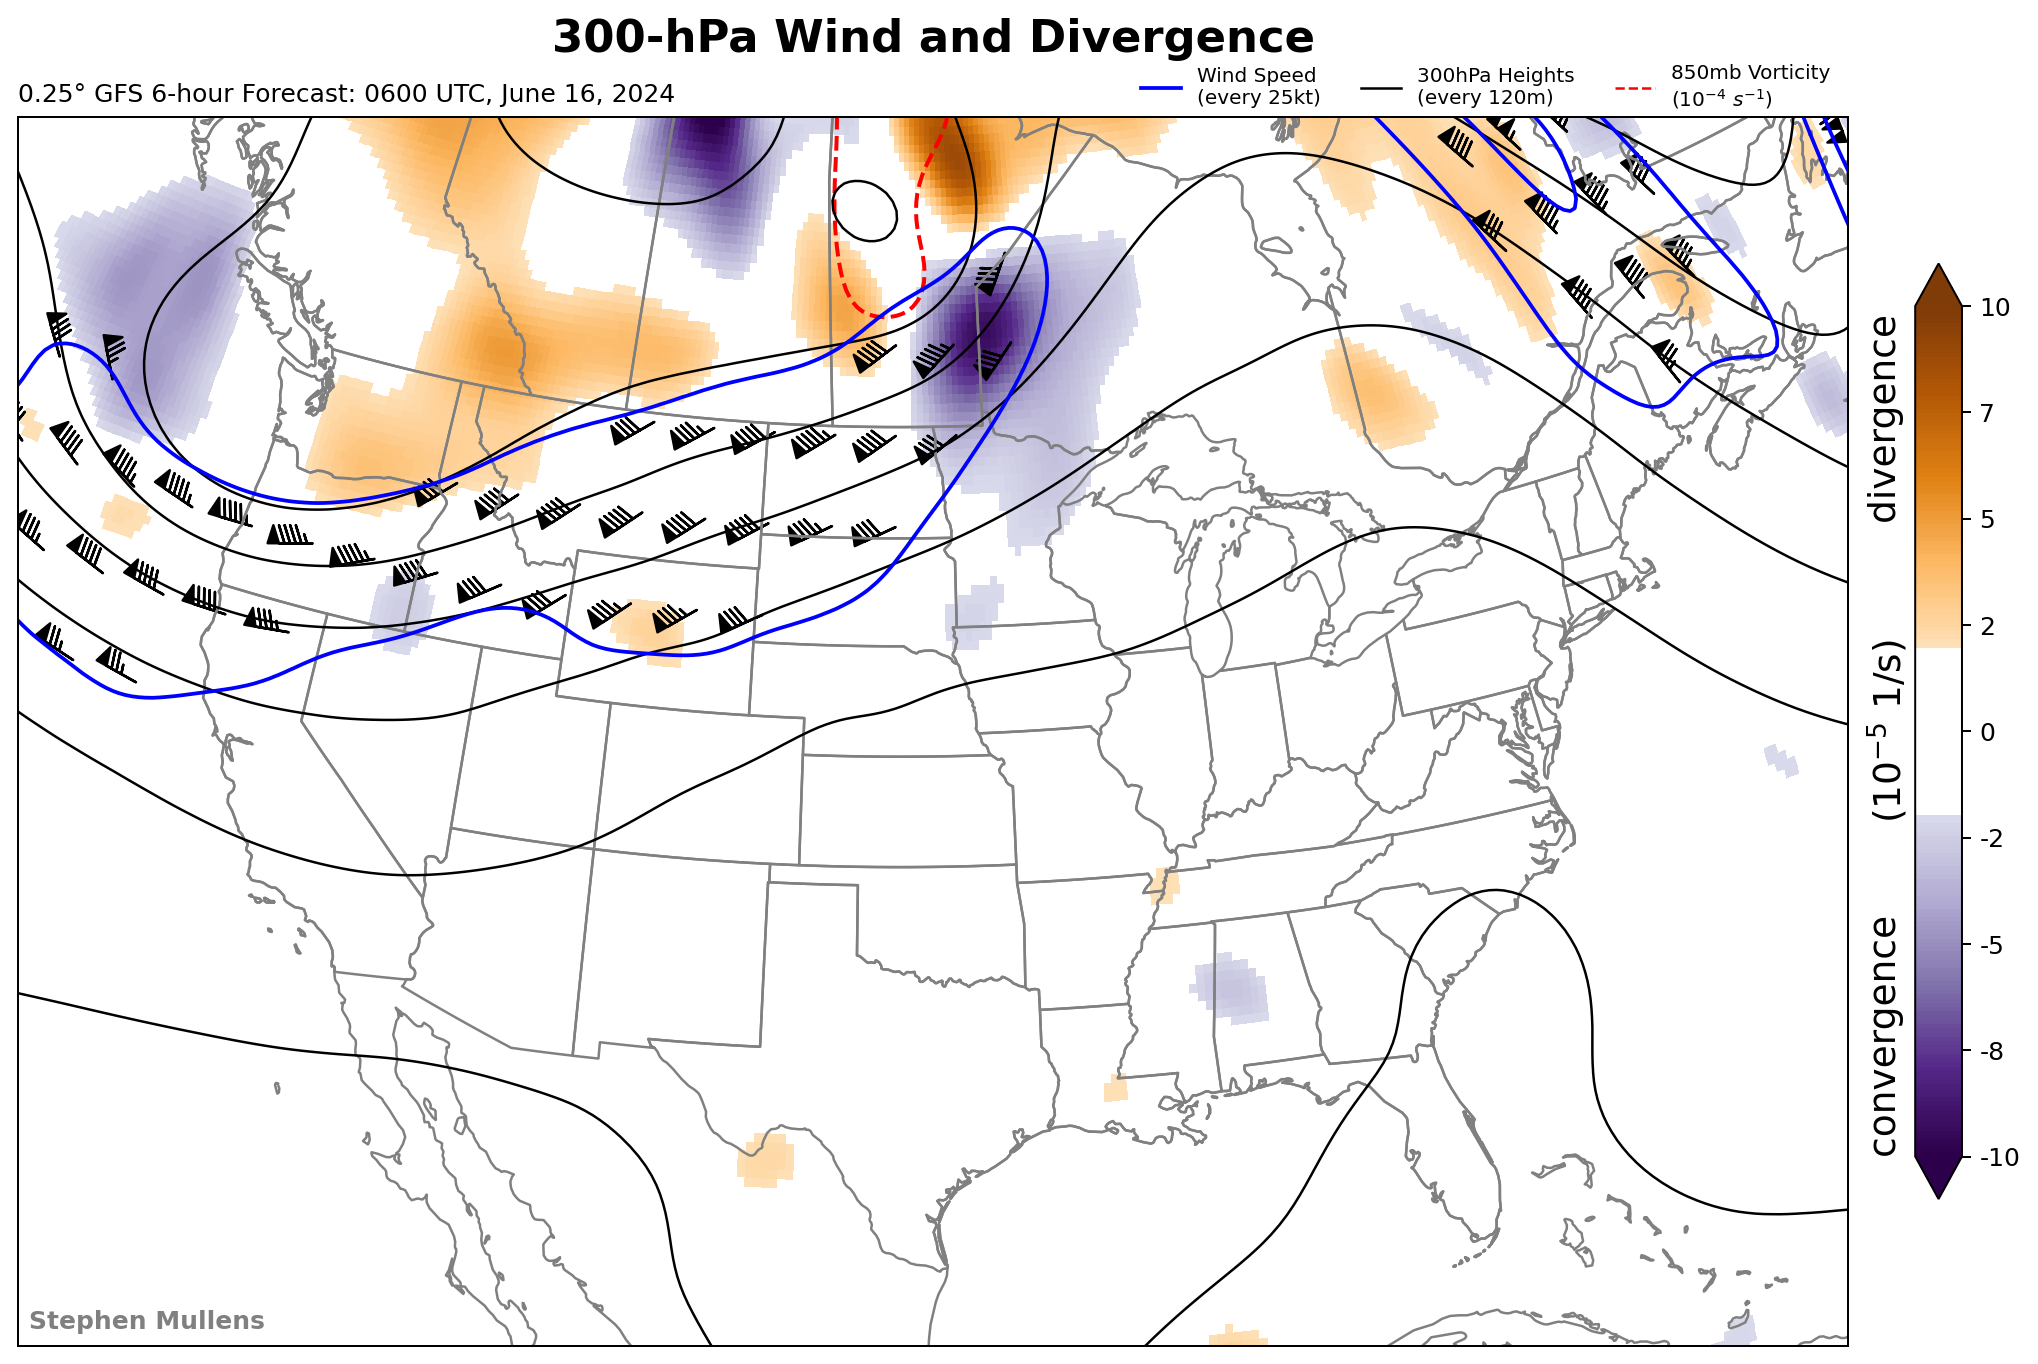 300-hPa Wind and Divergence
0.25° GFS 6-hour Forecast: 0600 UTC, June 16, 2024
Wind Speed
(every 25kt)
300hPa Heights
(every 120m)
850mb Vorticity
(10⁻⁴ s⁻¹)
10
7
5
2
0
-2
-5
-8
-10
convergence (10⁻⁵ 1/s) divergence
Stephen Mullens